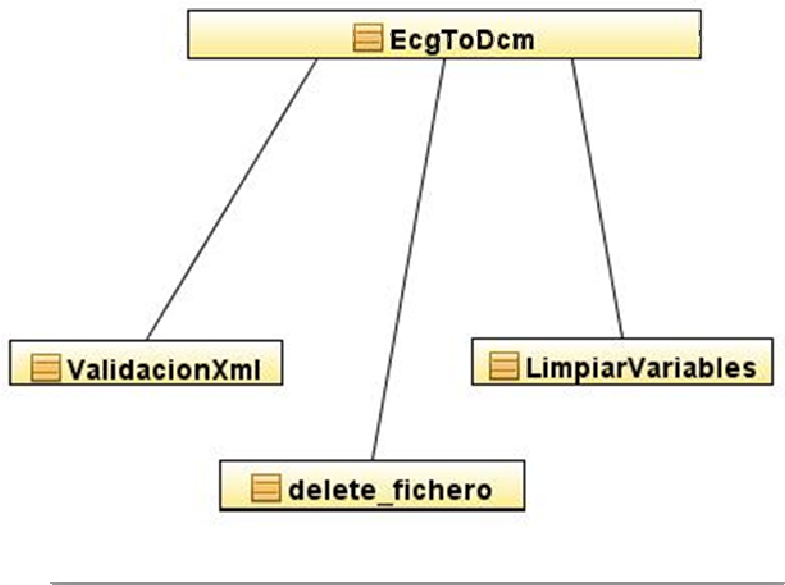 EcgToDcm
ValidacionXml
LimpiarVariables
delete_fichero